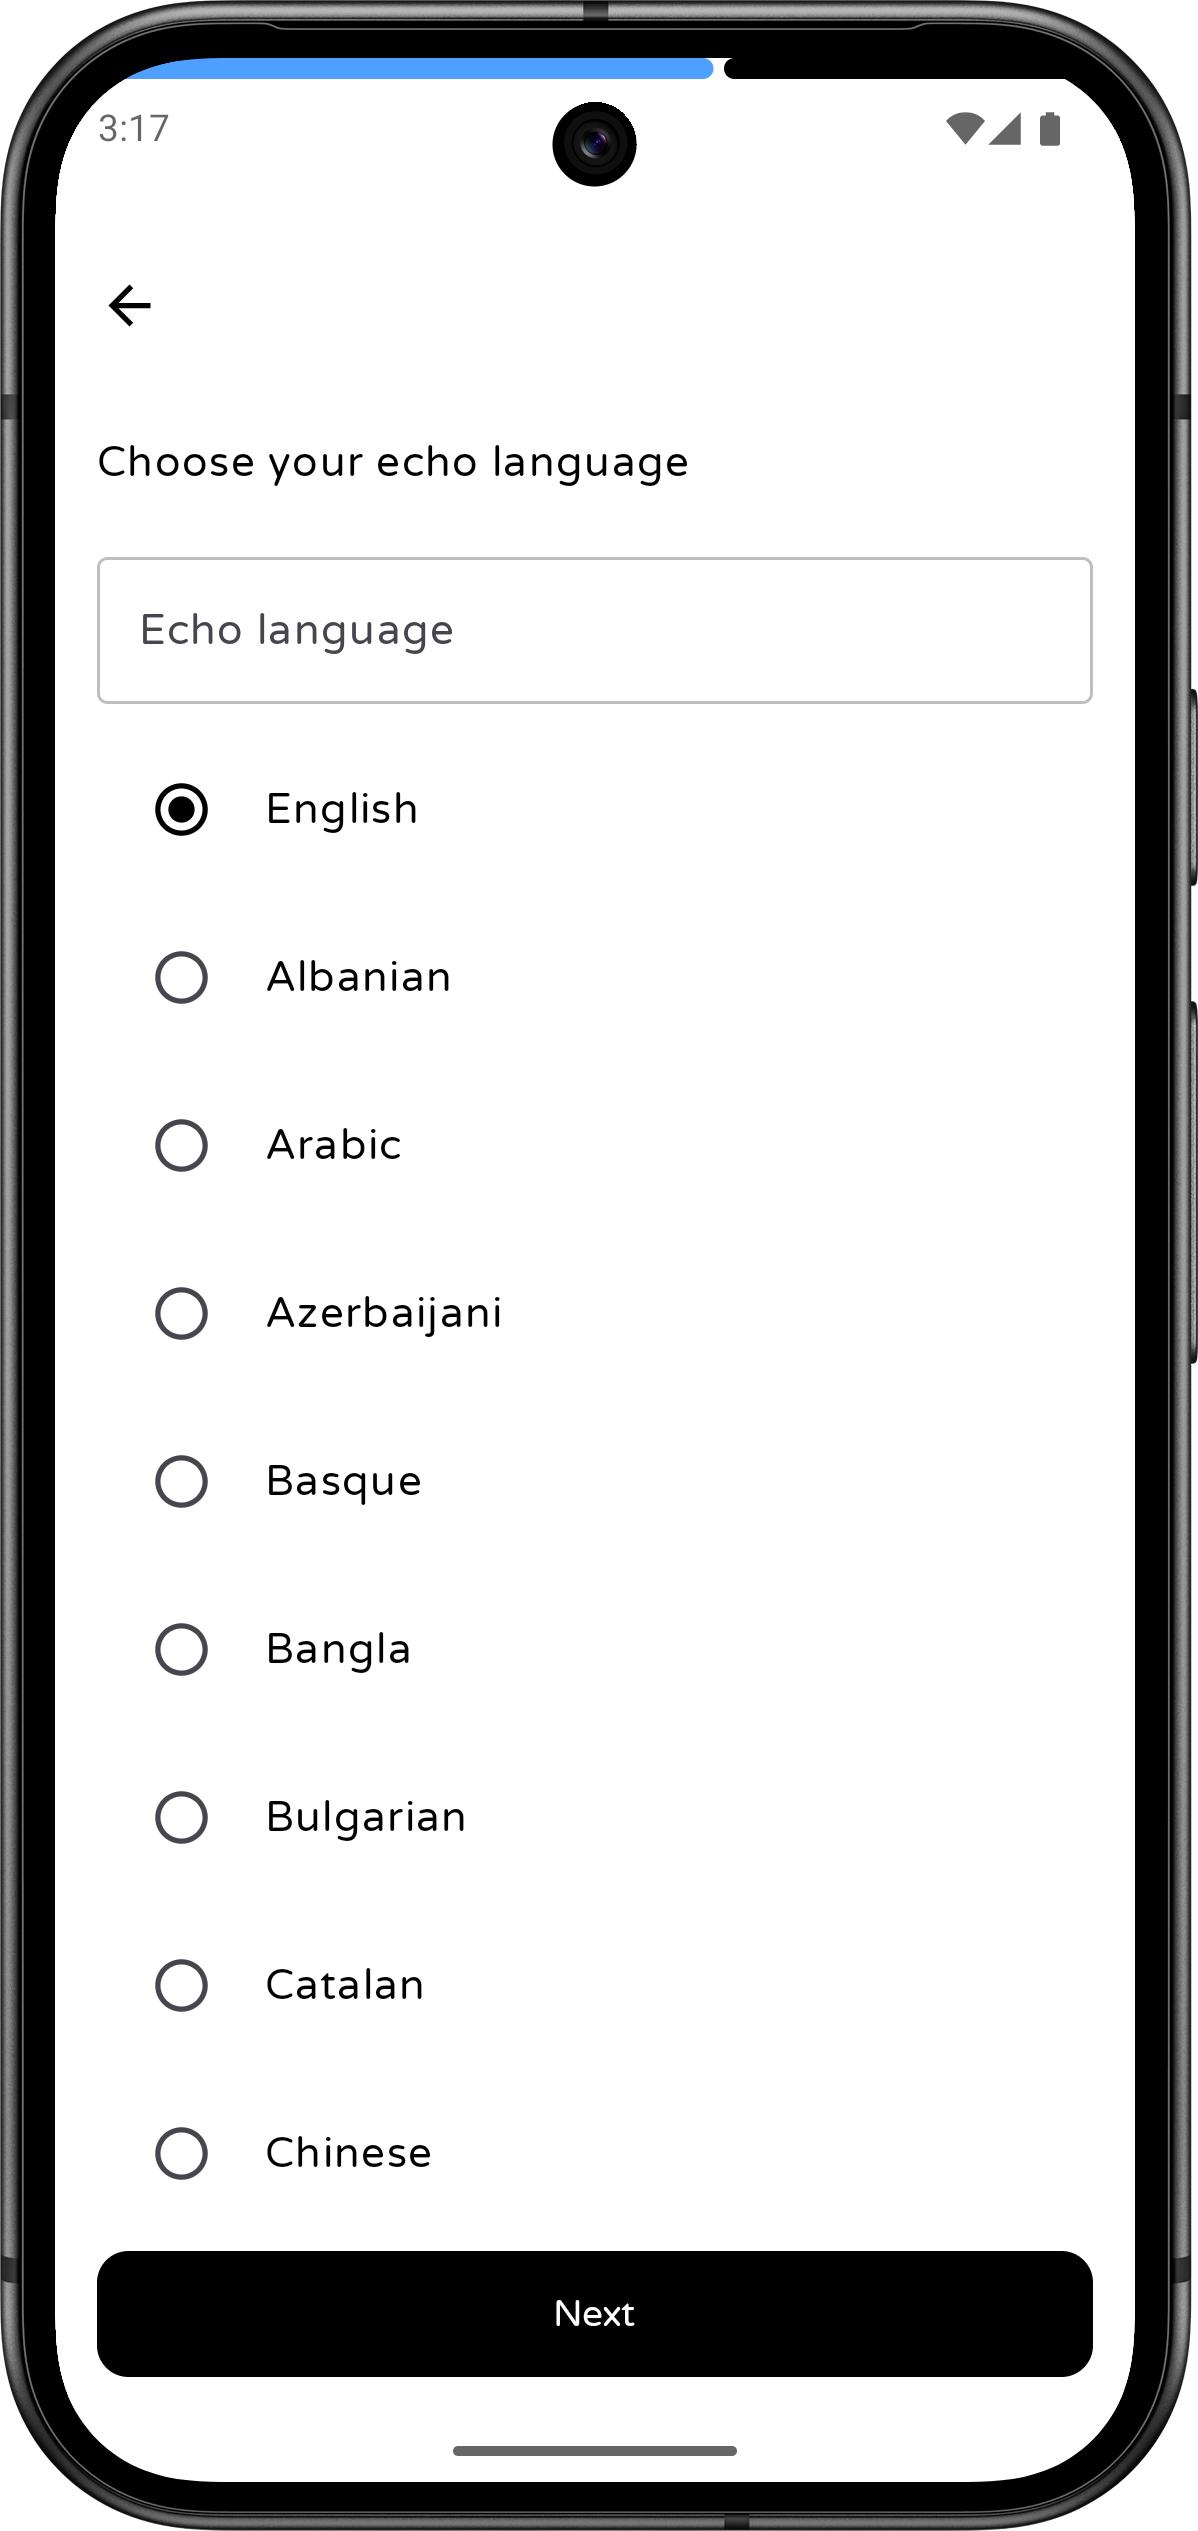 3:17
Choose your echo language
Echo language
English
Albanian
Arabic
Azerbaijani
Basque
Bangla
Bulgarian
Catalan
Chinese
Next